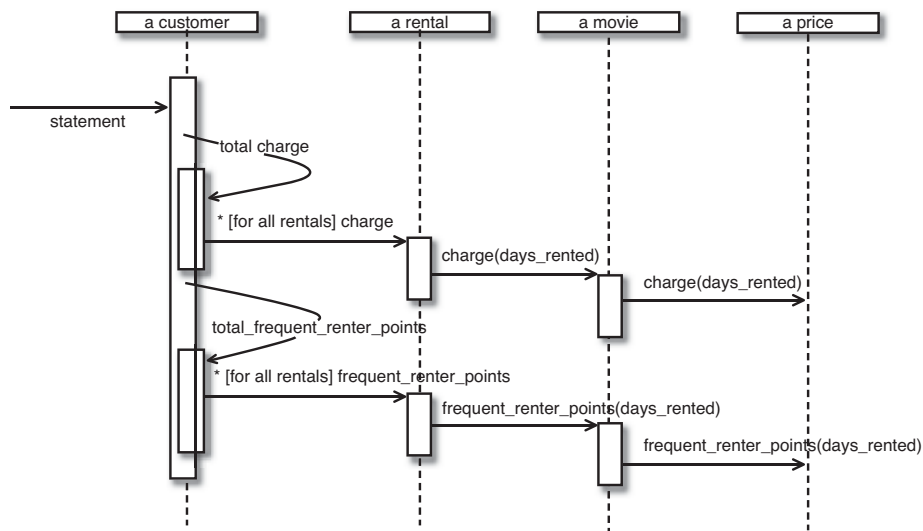 a customer
a rental
a movie
a price
statement
total charge
* [for all rentals] charge
charge(days_rented)
charge(days_rented)
total_frequent_renter_points
* [for all rentals] frequent_renter_points
frequent_renter_points(days_rented)
frequent_renter_points(days_rented)